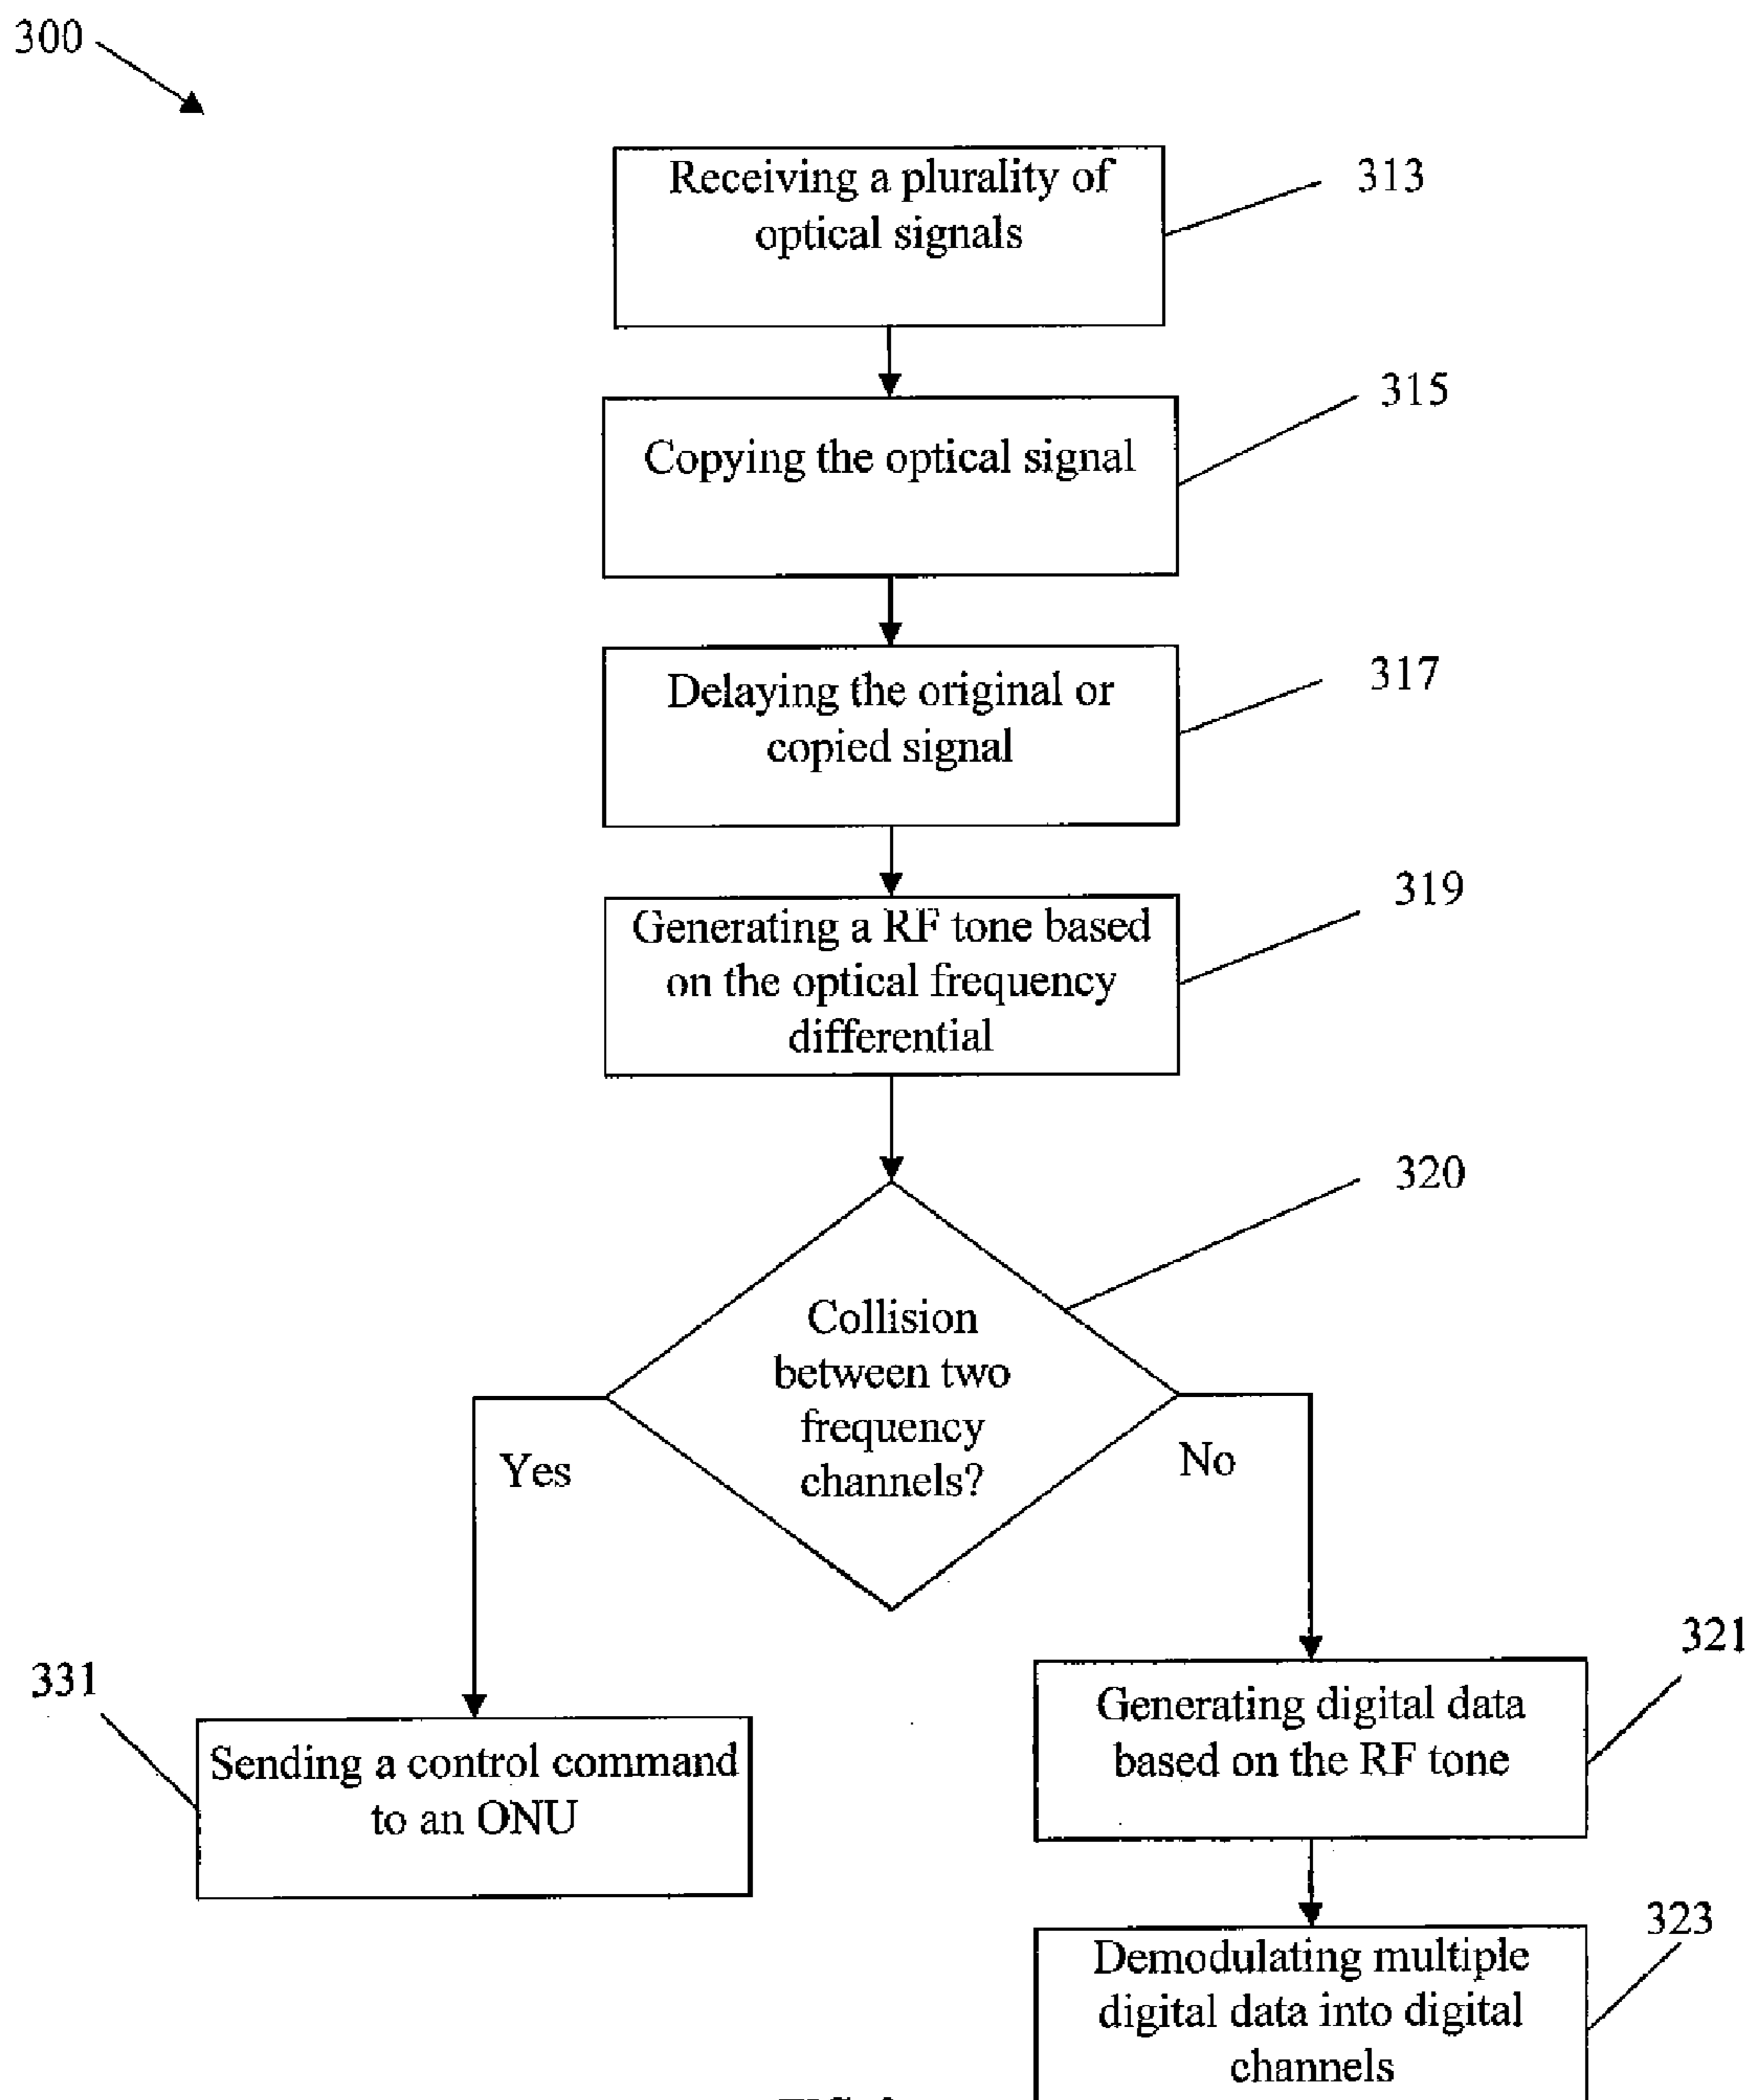 300
Receiving a plurality of
optical signals
313
Copying the optical signal
315
Delaying the original or
copied signal
317
Generating a RF tone based
on the optical frequency
differential
319
Collision
between two
frequency
channels?
320
Yes
No
331
Sending a control command
to an ONU
321
Generating digital data
based on the RF tone
323
Demodulating multiple
digital data into digital
channels